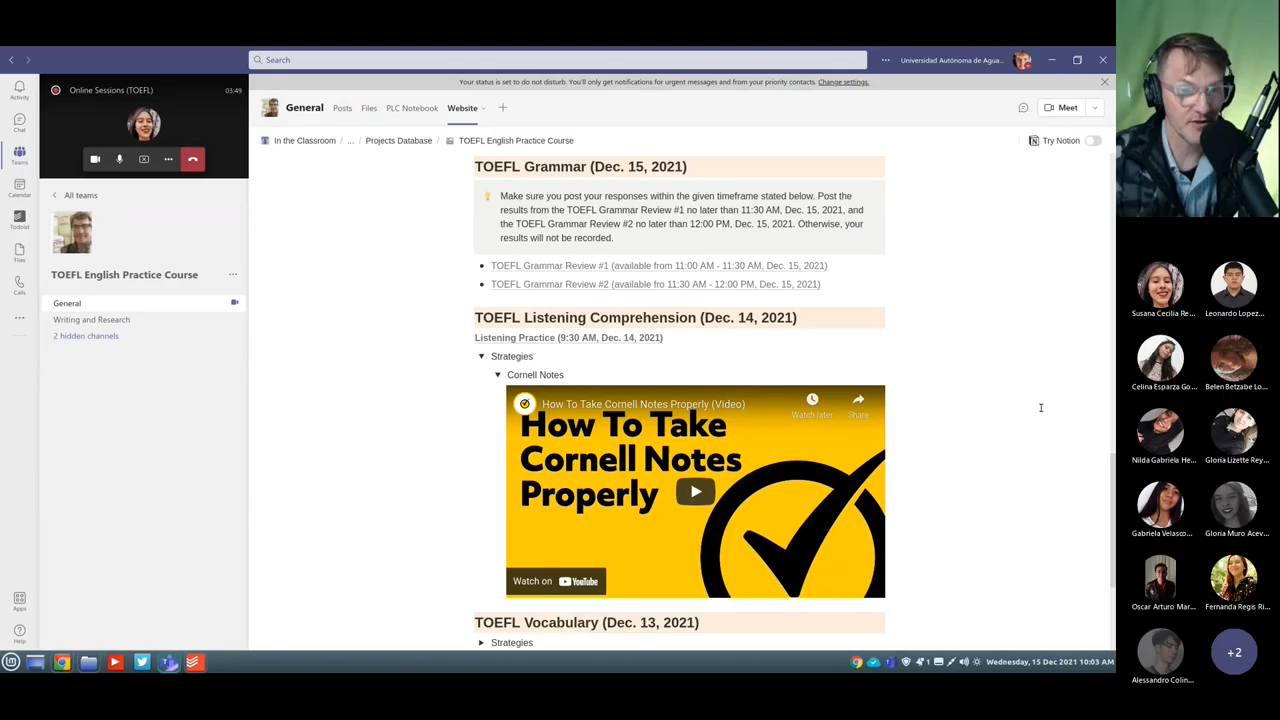 Search
Universidad Autónoma de Agua...
Your status is set to do not disturb. You'll only get notifications for urgent messages and from your priority contacts. Change settings.
Activity
Chat
Teams
Calendar
Todoist
Files
Calls
Apps
Help
Online Sessions (TOEFL)
03:49
All teams
TOEFL English Practice Course
General
Writing and Research
2 hidden channels
General
Posts
Files
PLC Notebook
Website
Meet
In the Classroom / ... / Projects Database / TOEFL English Practice Course
Try Notion
TOEFL Grammar (Dec. 15, 2021)
Make sure you post your responses within the given timeframe stated below. Post the
results from the TOEFL Grammar Review #1 no later than 11:30 AM, Dec. 15, 2021, and
the TOEFL Grammar Review #2 no later than 12:00 PM, Dec. 15, 2021. Otherwise, your
results will not be recorded.
TOEFL Grammar Review #1 (available from 11:00 AM - 11:30 AM, Dec. 15, 2021)
TOEFL Grammar Review #2 (available fro 11:30 AM - 12:00 PM, Dec. 15, 2021)
TOEFL Listening Comprehension (Dec. 14, 2021)
Listening Practice (9:30 AM, Dec. 14, 2021)
Strategies
Cornell Notes
How To Take Cornell Notes Properly (Video)
Watch later
Share
How To Take
Cornell Notes
Properly
Watch on YouTube
TOEFL Vocabulary (Dec. 13, 2021)
Strategies
1
Wednesday, 15 Dec 2021 10:03 AM
Susana Cecilia Re...
Leonardo Lopez...
Celina Esparza Go...
Belen Betzabe Lo...
Nilda Gabriela He...
Gloria Lizette Rey...
Gabriela Velasco...
Gloria Muro Acev...
Oscar Arturo Mar...
Fernanda Regis Ri...
Alessandro Colin...
+2